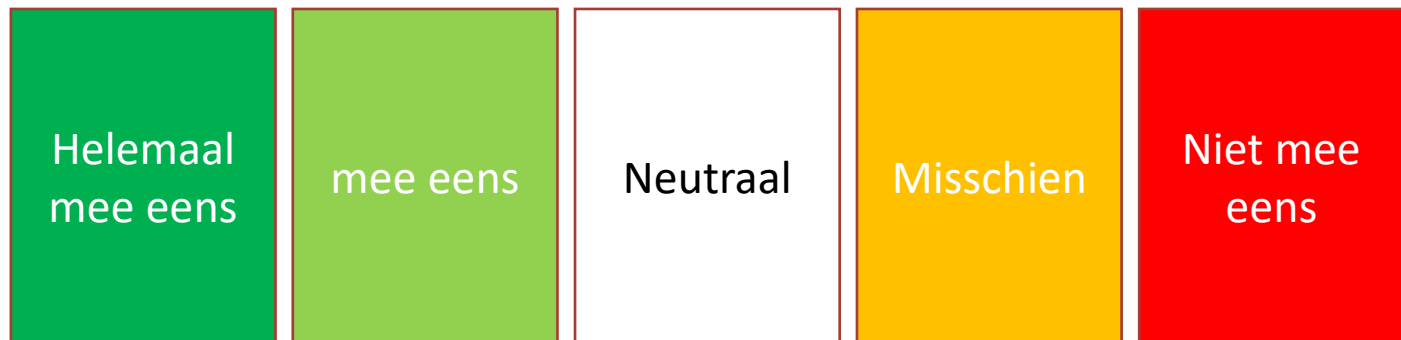 Helemaal
mee eens
mee eens
Neutraal
Misschien
Niet mee
eens